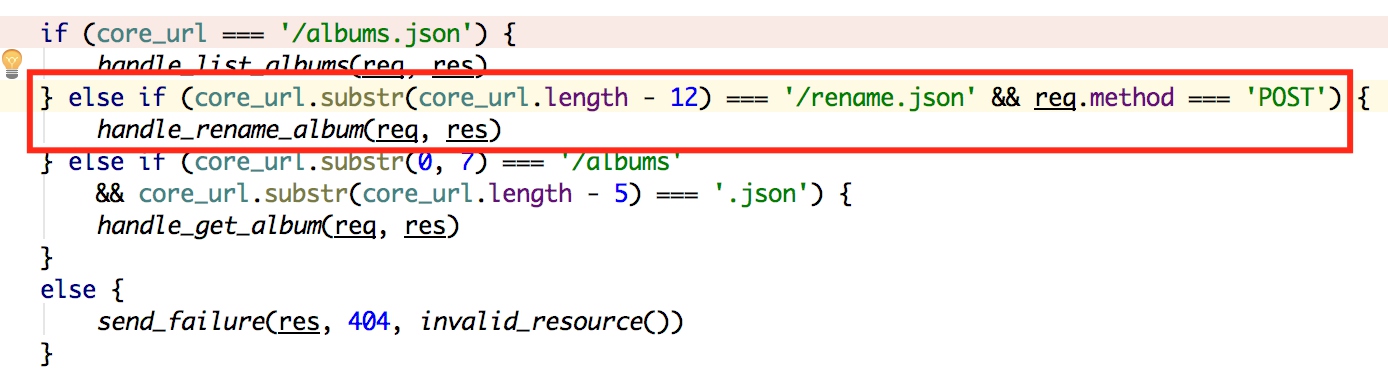 if (core_url === '/albums.json') {
handle_list_albums(req, res)
} else if (core_url.substr(core_url.length - 12) === '/rename.json' && req.method === 'POST') {
handle_rename_album(req, res)
} else if (core_url.substr(0, 7) === '/albums'
&& core_url.substr(core_url.length - 5) === '.json') {
handle_get_album(req, res)
}
else {
send_failure(res, 404, invalid_resource())
}